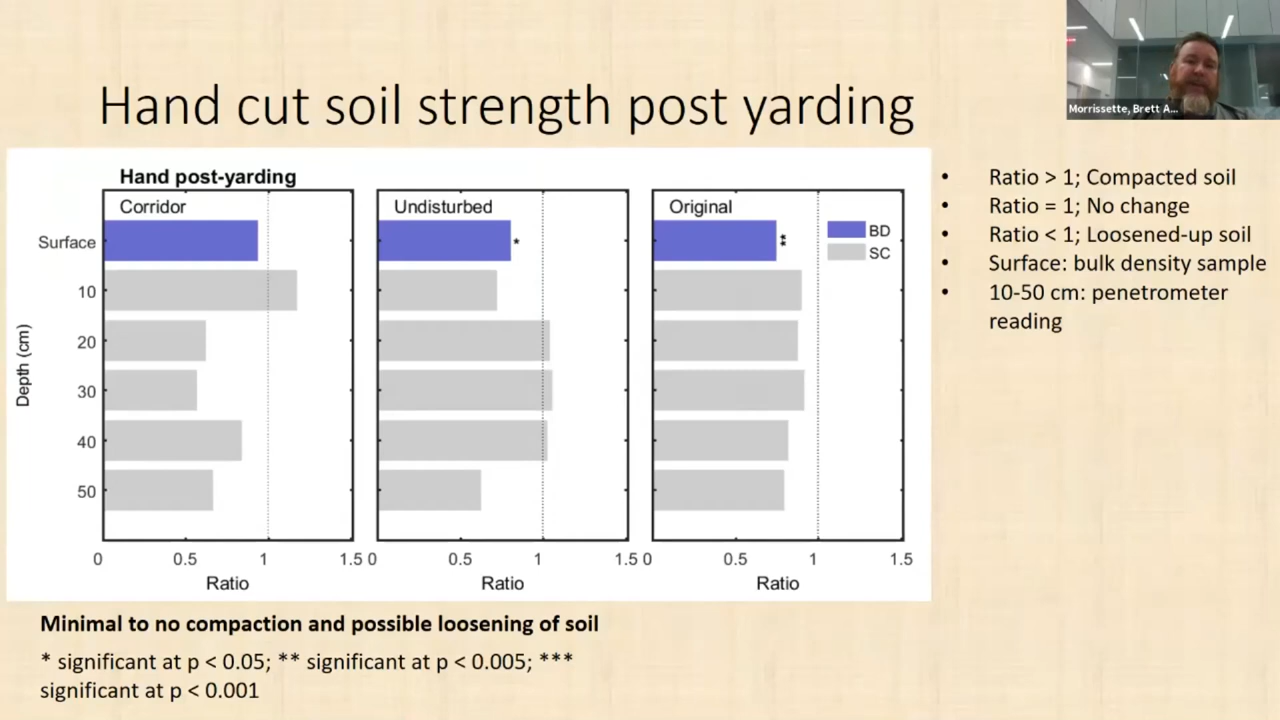 Morrissette, Brett A...
Hand cut soil strength post yarding
Hand post-yarding
Corridor
Undisturbed
Original
BD
SC
*
**
Depth (cm)
Surface
10
20
30
40
50
0 0.5 1 1.5
0 0.5 1 1.5
0 0.5 1 1.5
Ratio
Ratio
Ratio
• Ratio > 1; Compacted soil
• Ratio = 1; No change
• Ratio < 1; Loosened-up soil
• Surface: bulk density sample
• 10-50 cm: penetrometer
reading
Minimal to no compaction and possible loosening of soil
* significant at p < 0.05; ** significant at p < 0.005; ***
significant at p < 0.001